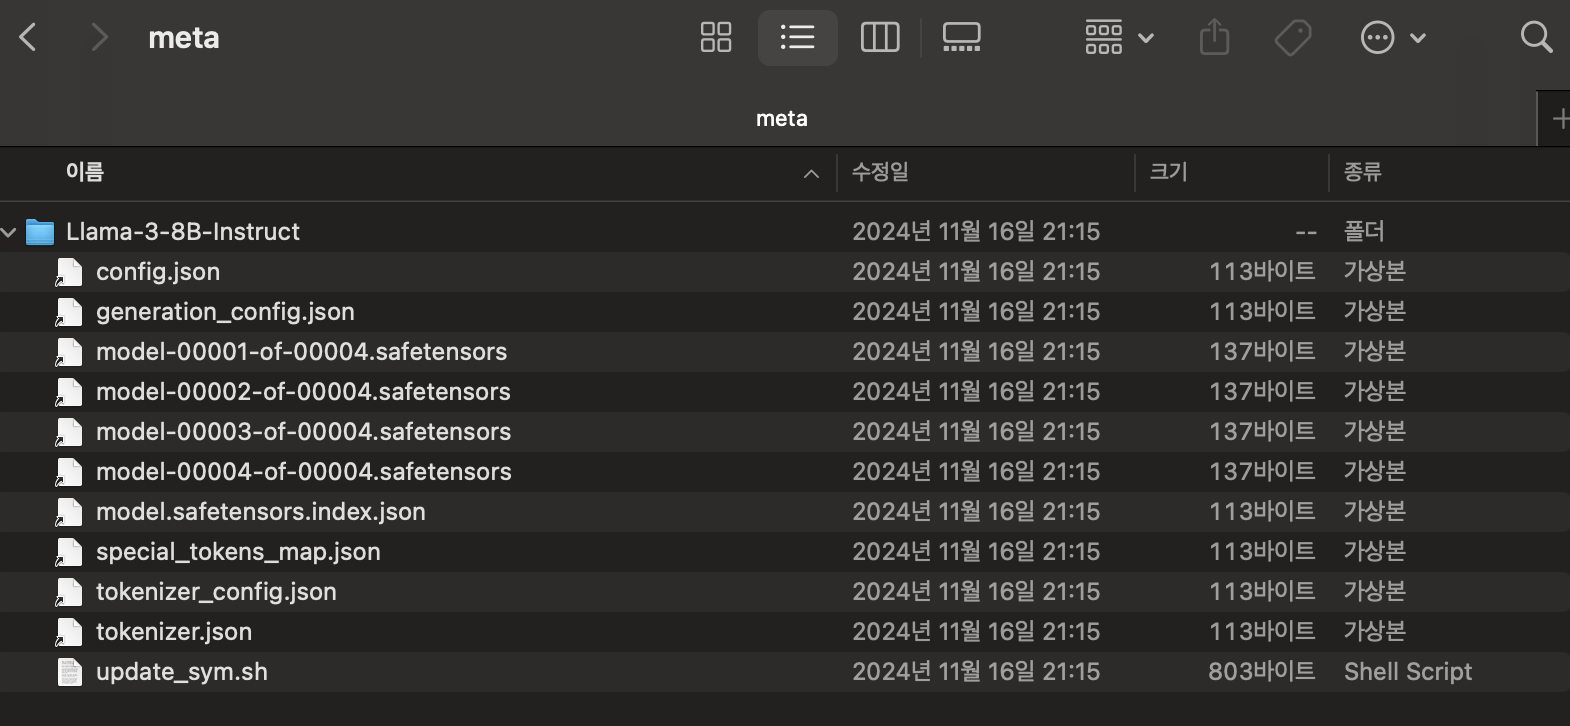 meta
meta
이름 수정일 크기 종류
Llama-3-8B-Instruct 2024년 11월 16일 21:15 -- 폴더
config.json 2024년 11월 16일 21:15 113바이트 가상본
generation_config.json 2024년 11월 16일 21:15 113바이트 가상본
model-00001-of-00004.safetensors 2024년 11월 16일 21:15 137바이트 가상본
model-00002-of-00004.safetensors 2024년 11월 16일 21:15 137바이트 가상본
model-00003-of-00004.safetensors 2024년 11월 16일 21:15 137바이트 가상본
model-00004-of-00004.safetensors 2024년 11월 16일 21:15 137바이트 가상본
model.safetensors.index.json 2024년 11월 16일 21:15 113바이트 가상본
special_tokens_map.json 2024년 11월 16일 21:15 113바이트 가상본
tokenizer_config.json 2024년 11월 16일 21:15 113바이트 가상본
tokenizer.json 2024년 11월 16일 21:15 113바이트 가상본
update_sym.sh 2024년 11월 16일 21:15 803바이트 Shell Script